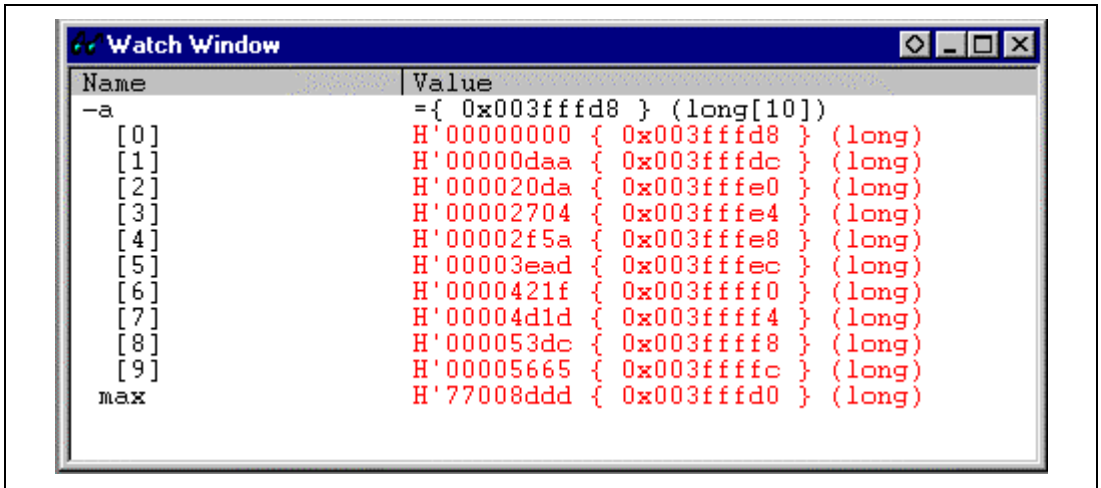 Watch Window
Name Value
-a ={ 0x003fffd8 } (long[10])
[0] H'00000000 { 0x003fffd8 } (long)
[1] H'00000daa { 0x003fffdc } (long)
[2] H'000020da { 0x003fffe0 } (long)
[3] H'00002704 { 0x003fffe4 } (long)
[4] H'00002f5a { 0x003fffe8 } (long)
[5] H'00003ead { 0x003fffec } (long)
[6] H'0000421f { 0x003ffff0 } (long)
[7] H'00004d1d { 0x003ffff4 } (long)
[8] H'000053dc { 0x003ffff8 } (long)
[9] H'00005665 { 0x003ffffc } (long)
max H'77008ddd { 0x003fffd0 } (long)